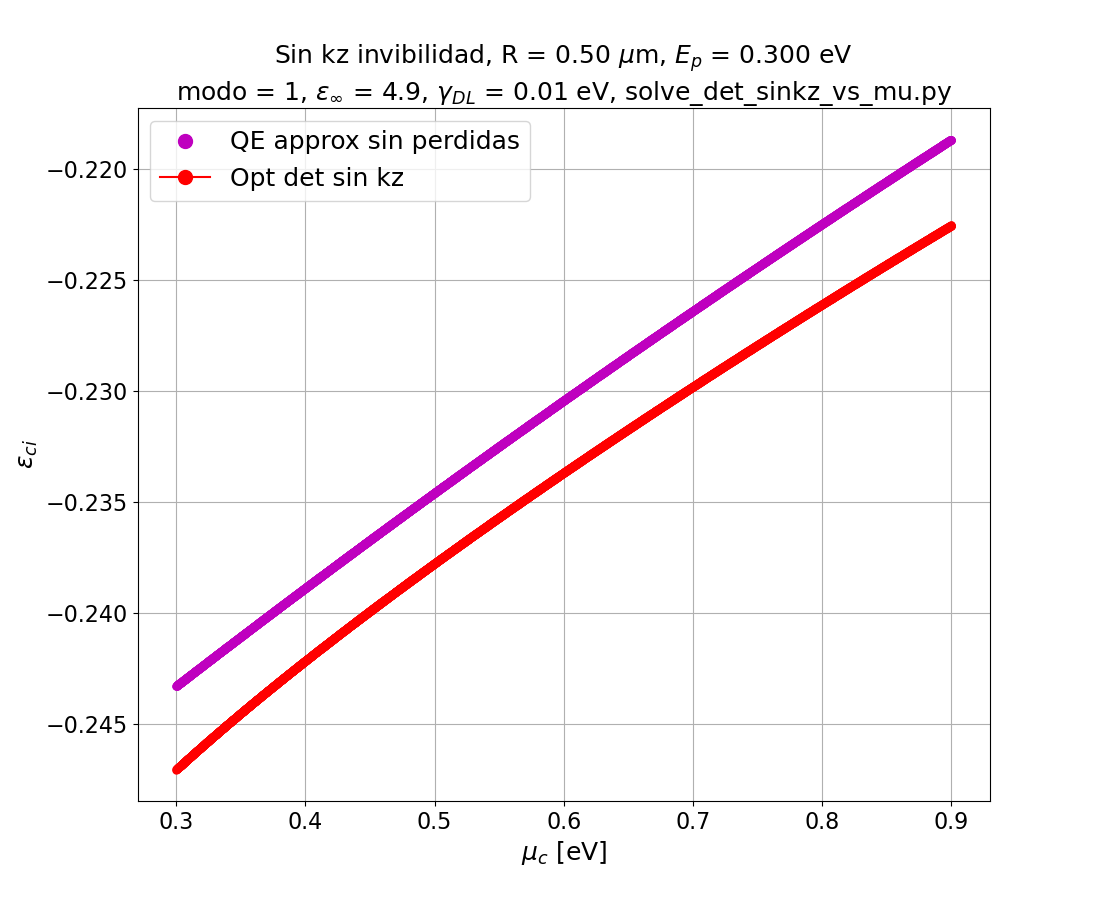 Sin kz invibilidad, R = 0.50 μm, E_p = 0.300 eV
modo = 1, ε_∞ = 4.9, γ_DL = 0.01 eV, solve_det_sinkz_vs_mu.py
QE approx sin perdidas
Opt det sin kz
−0.220
−0.225
−0.230
−0.235
−0.240
−0.245
ε_ci
0.3 0.4 0.5 0.6 0.7 0.8 0.9
μ_c [eV]